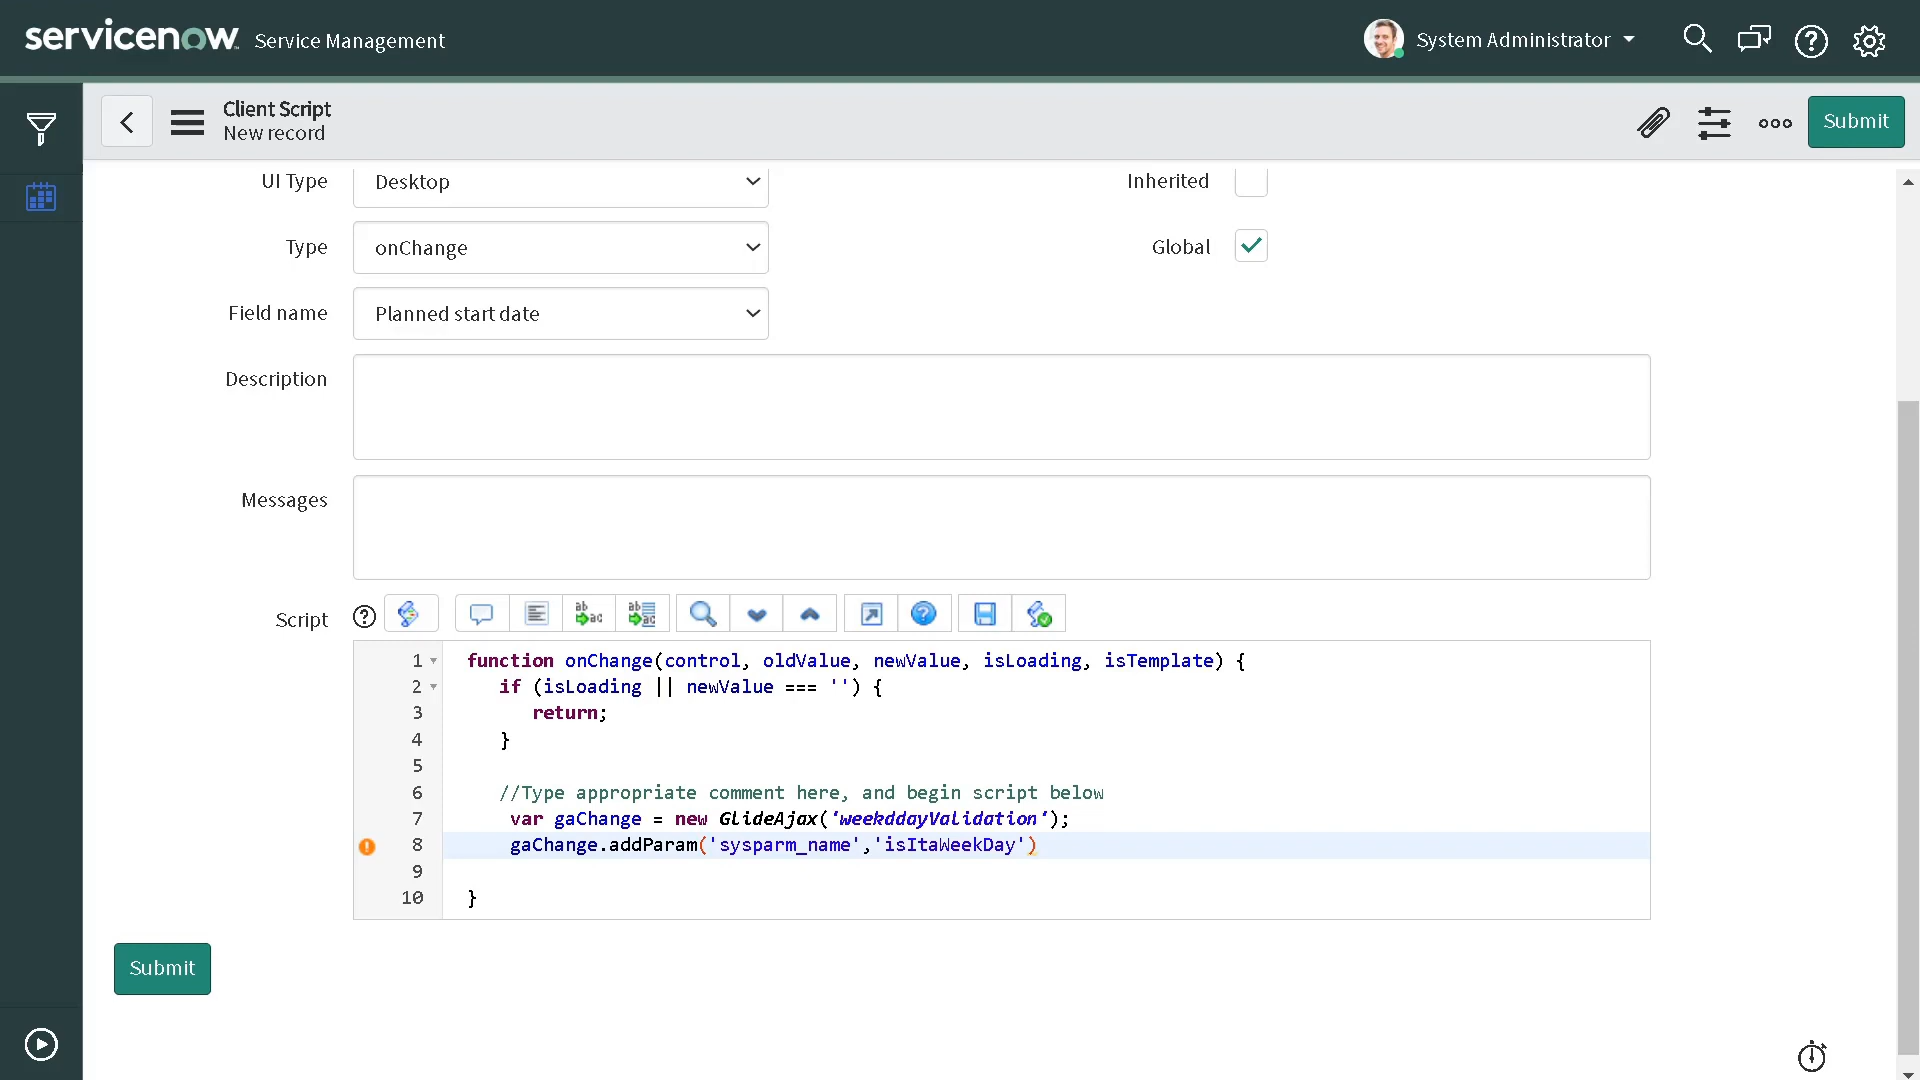 servicenow Service Management
System Administrator
Client Script
New record
Submit
UI Type
Desktop
Inherited
Type
onChange
Global
Field name
Planned start date
Description
Messages
Script
1 function onChange(control, oldValue, newValue, isLoading, isTemplate) {
2 if (isLoading || newValue === '') {
3 return;
4 }
5
6 //Type appropriate comment here, and begin script below
7 var gaChange = new GlideAjax('weekddayValidation');
8 gaChange.addParam('sysparm_name','isItaWeekDay')
9
10 }
Submit